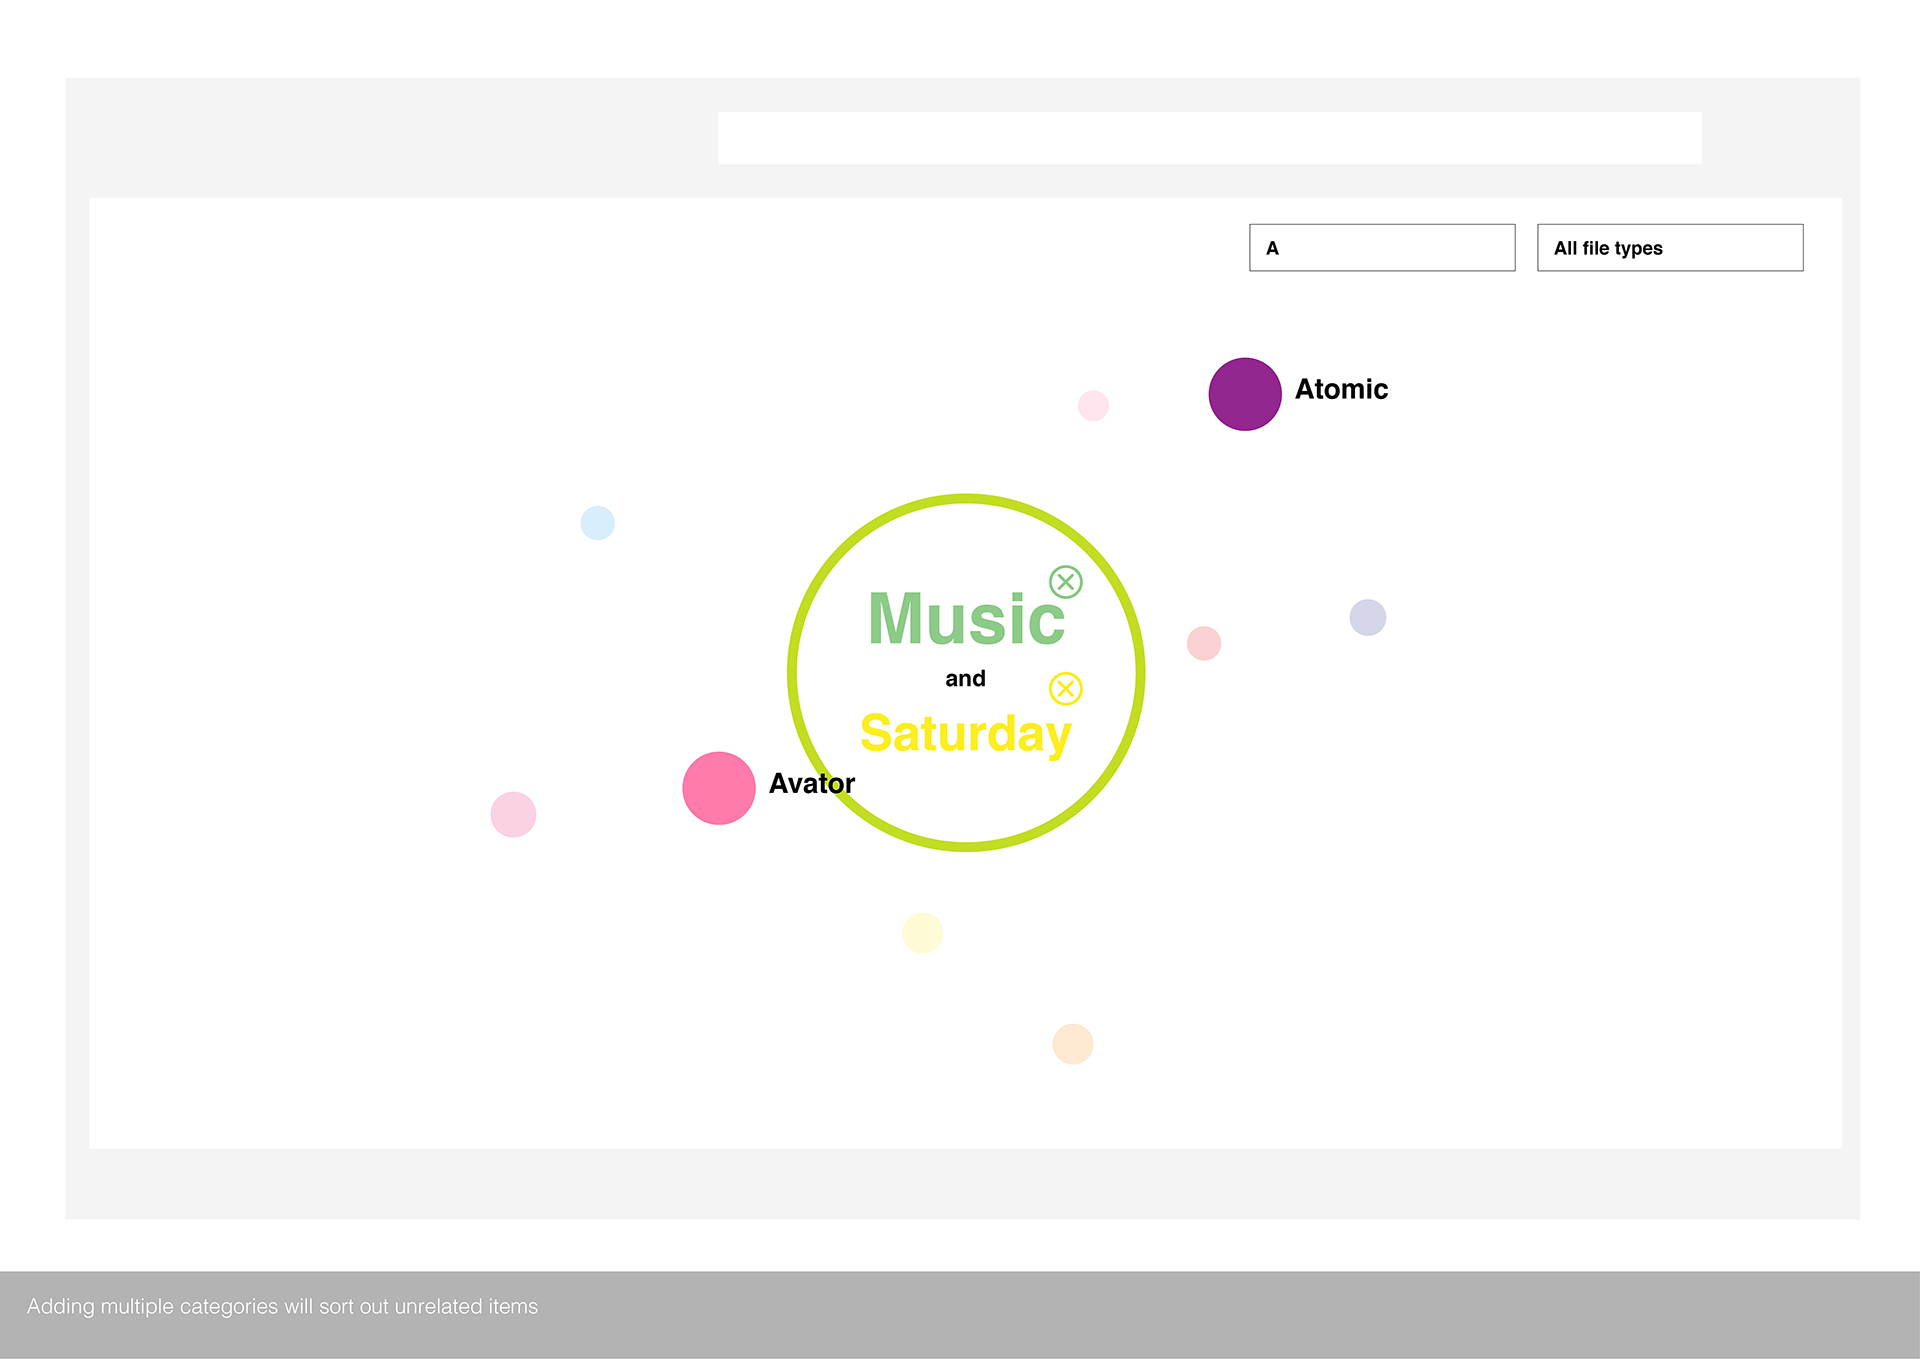 A
All file types
Atomic
Music
and
Saturday
Avator
Adding multiple categories will sort out unrelated items